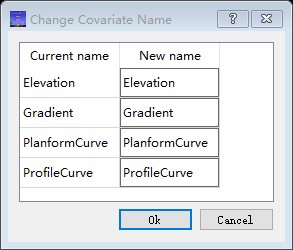 Change Covariate Name
Current name New name
Elevation Elevation
Gradient Gradient
PlanformCurve PlanformCurve
ProfileCurve ProfileCurve
Ok Cancel